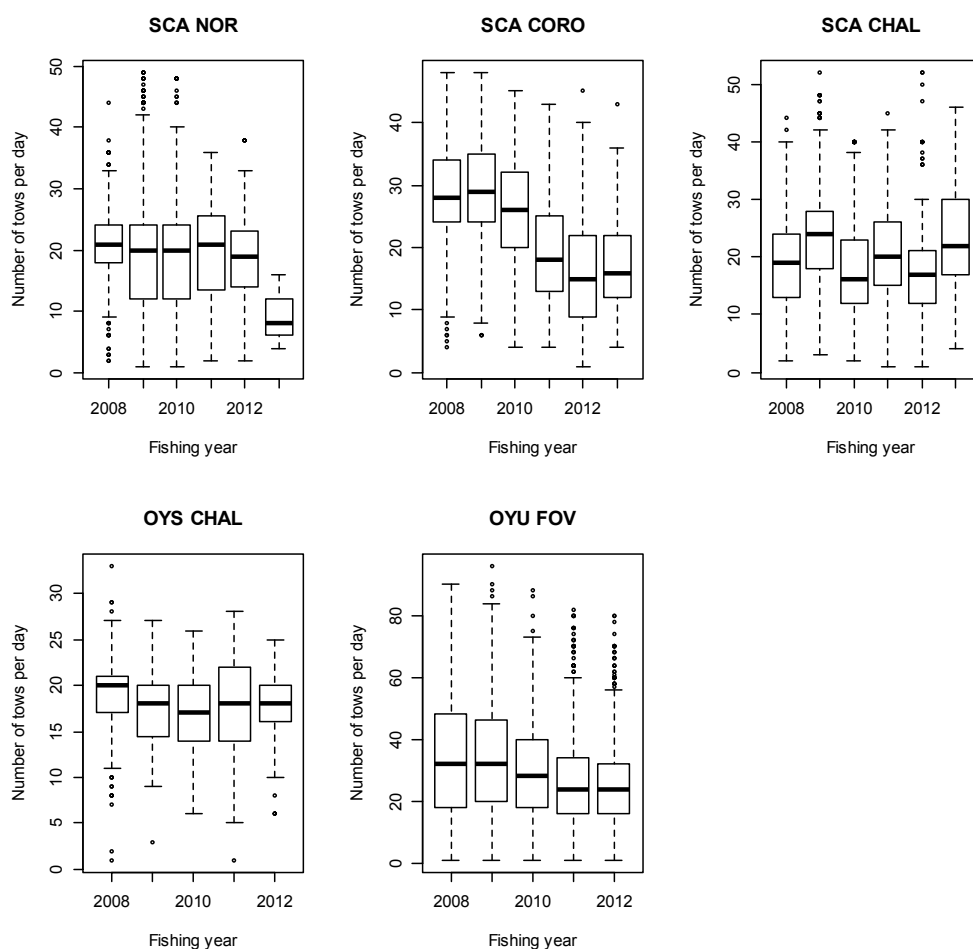 SCA NOR
Number of tows per day
0 10 20 30 40 50
2008 2010 2012
Fishing year
SCA CORO
Number of tows per day
0 10 20 30 40
2008 2010 2012
Fishing year
SCA CHAL
Number of tows per day
0 10 20 30 40 50
2008 2010 2012
Fishing year
OYS CHAL
Number of tows per day
0 5 10 15 20 25 30
2008 2010 2012
Fishing year
OYU FOV
Number of tows per day
0 20 40 60 80
2008 2010 2012
Fishing year